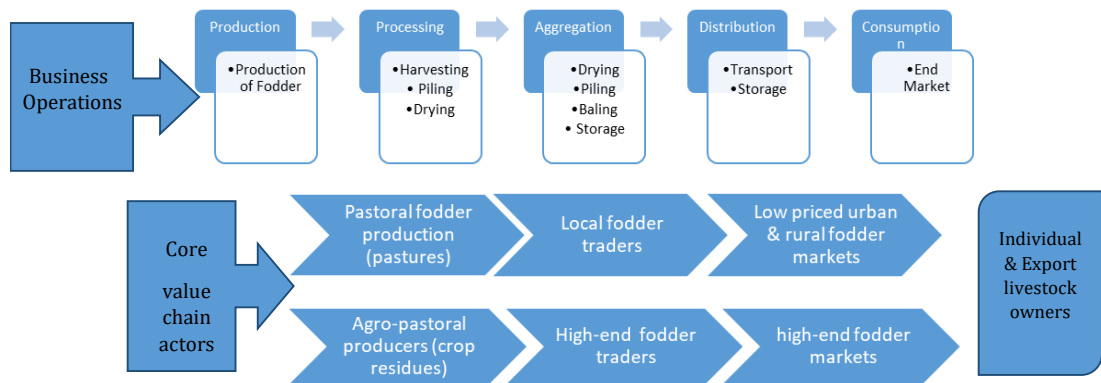 Business
Operations
Production
•Production
of Fodder
Processing
•Harvesting
• Piling
•Drying
Aggregation
•Drying
•Piling
•Baling
• Storage
Distribution
•Transport
•Storage
Consumptio
n
•End
Market
Core
value
chain
actors
Pastoral fodder
production
(pastures)
Local fodder
traders
Low priced urban
& rural fodder
markets
Agro-pastoral
producers (crop
residues)
High-end fodder
traders
high-end fodder
markets
Individual
& Export
livestock
owners